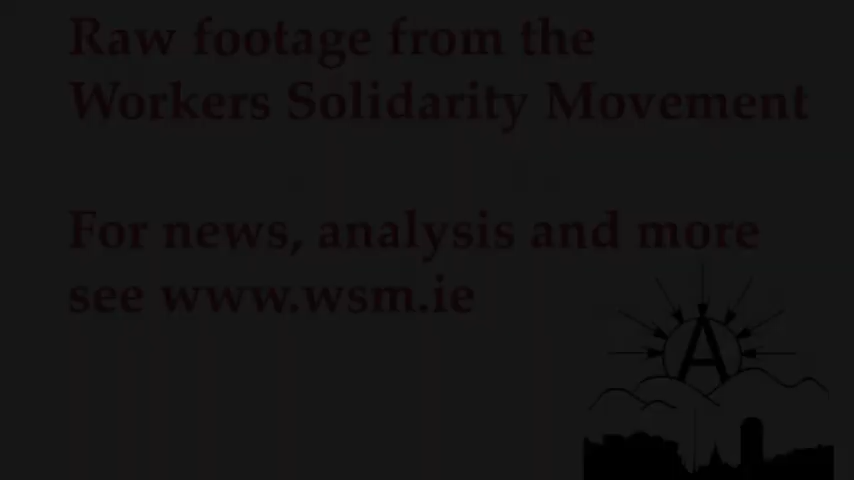 Raw footage from the
Workers Solidarity Movement
For news, analysis and more
see www.wsm.ie
A